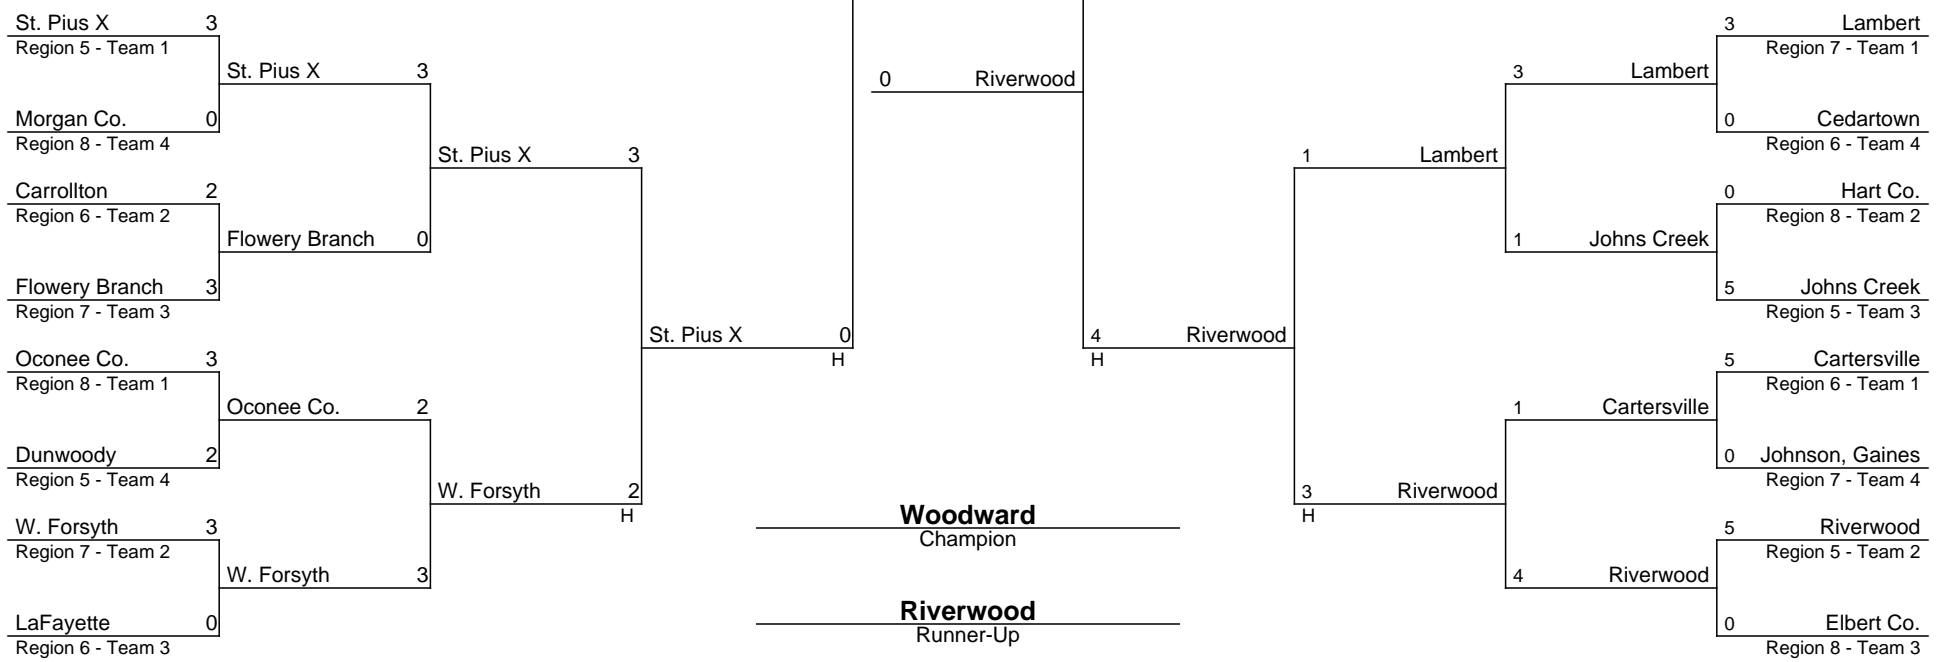 St. Pius X 3
Region 5 - Team 1
St. Pius X 3
Morgan Co. 0
Region 8 - Team 4
St. Pius X 3
Carrollton 2
Region 6 - Team 2
Flowery Branch 0
Flowery Branch 3
Region 7 - Team 3
St. Pius X 0
H
Oconee Co. 3
Region 8 - Team 1
Oconee Co. 2
Dunwoody 2
Region 5 - Team 4
W. Forsyth 2
H
W. Forsyth 3
Region 7 - Team 2
W. Forsyth 3
LaFayette 0
Region 6 - Team 3
0 Riverwood
4 Riverwood
H
Woodward
Champion
Riverwood
Runner-Up
3 Lambert
Region 7 - Team 1
3 Lambert
0 Cedartown
Region 6 - Team 4
1 Lambert
0 Hart Co.
Region 8 - Team 2
1 Johns Creek
5 Johns Creek
Region 5 - Team 3
5 Cartersville
Region 6 - Team 1
1 Cartersville
0 Johnson, Gaines
Region 7 - Team 4
3 Riverwood
H
5 Riverwood
Region 5 - Team 2
4 Riverwood
0 Elbert Co.
Region 8 - Team 3